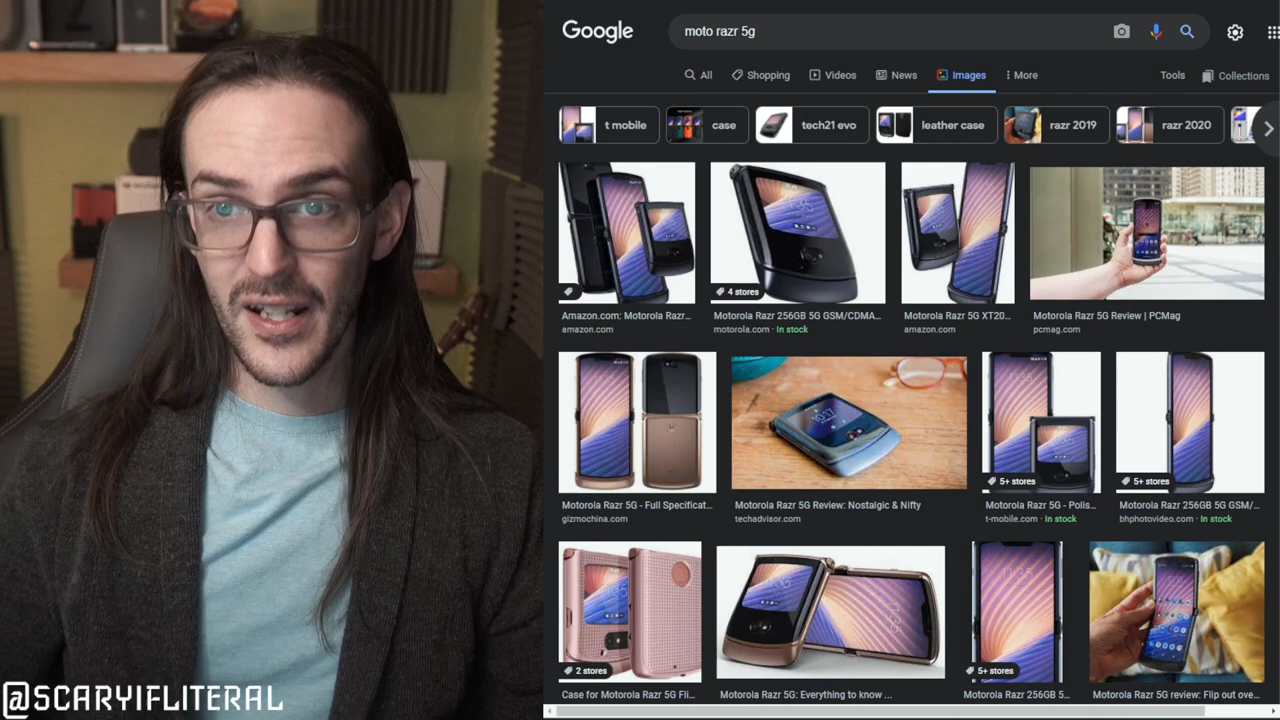 Google
moto razr 5g
All
Shopping
Videos
News
Images
More
Tools
Collections
t mobile
case
tech21 evo
leather case
razr 2019
razr 2020
4 stores
Amazon.com: Motorola Razr...
amazon.com
Motorola Razr 256GB 5G GSM/CDMA...
motorola.com · In stock
Motorola Razr 5G XT20...
amazon.com
Motorola Razr 5G Review | PCMag
pcmag.com
5+ stores
5+ stores
Motorola Razr 5G - Full Specificat...
gizmochina.com
Motorola Razr 5G Review: Nostalgic & Nifty
techadvisor.com
Motorola Razr 5G - Polis...
t-mobile.com · In stock
Motorola Razr 256GB 5G GSM/...
bhphotovideo.com · In stock
2 stores
5+ stores
Case for Motorola Razr 5G Fli...
Motorola Razr 5G: Everything to know ...
Motorola Razr 256GB 5...
Motorola Razr 5G review: Flip out ove...
@SCARYIFLITERAL